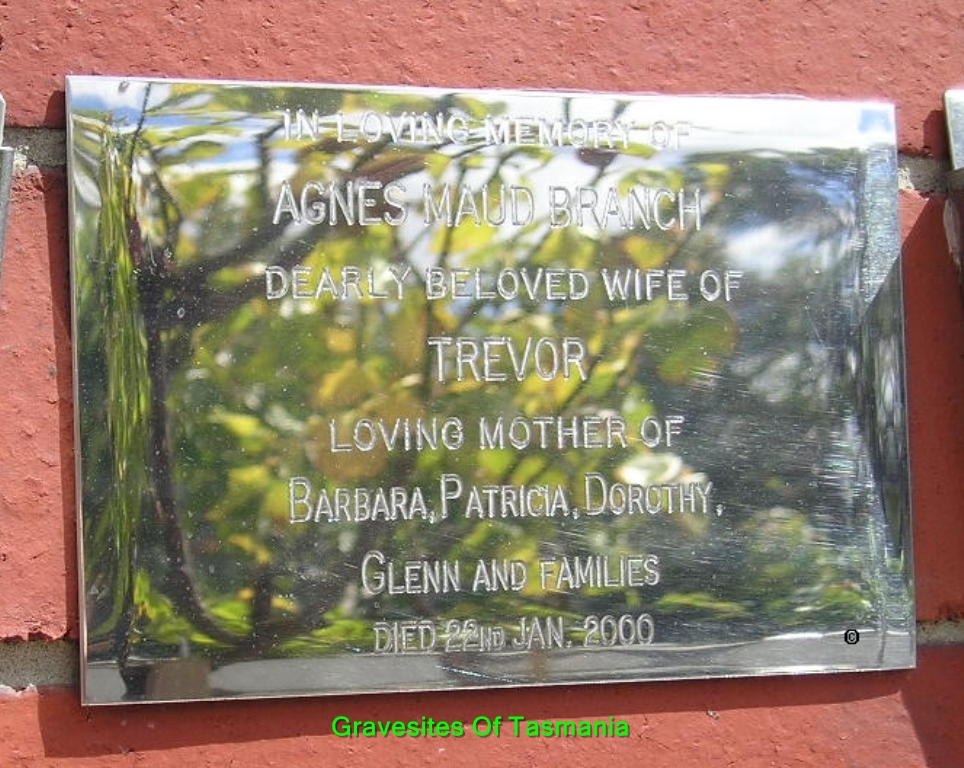 IN LOVING MEMORY OF
AGNES MAUD BRANCH
DEARLY BELOVED WIFE OF
TREVOR
LOVING MOTHER OF
BARBARA, PATRICIA, DOROTHY,
GLENN AND FAMILIES
DIED 22ND JAN. 2000
©
Gravesites Of Tasmania